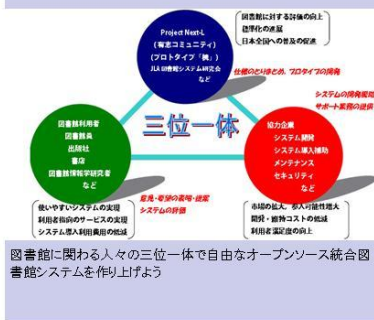 Project Next-L
(有志コミュニティ)
(プロトタイプ「楓」)
JLA図書館システム研究会
など
図書館に対する評価の向上
標準化の進展
日本全国への普及の促進
仕様のとりまとめ、プロタイプの開発
システムの開発
サポート業務の提供
三位一体
図書館利用者
図書館員
出版社
書店
図書館情報学研究者
など
協力企業
システム開発
システム導入補助
メンテナンス
セキュリティ
など
意見・希望の表明・提案
システムの評価
使いやすいシステムの実現
利用者指向のサービスの実現
システム導入利用費用の低減
市場の拡大、参入可能性増大
開発・維持コストの低減
利用者満足度の向上
図書館に関わる人々の三位一体で自由なオープンソース統合図
書館システムを作り上げよう